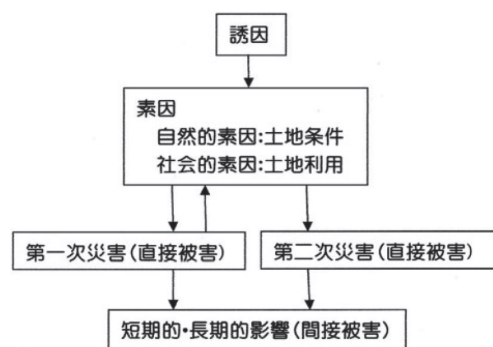 誘因
素因
自然的素因:土地条件
社会的素因:土地利用
第一次災害(直接被害)
第二次災害(直接被害)
短期的・長期的影響(間接被害)